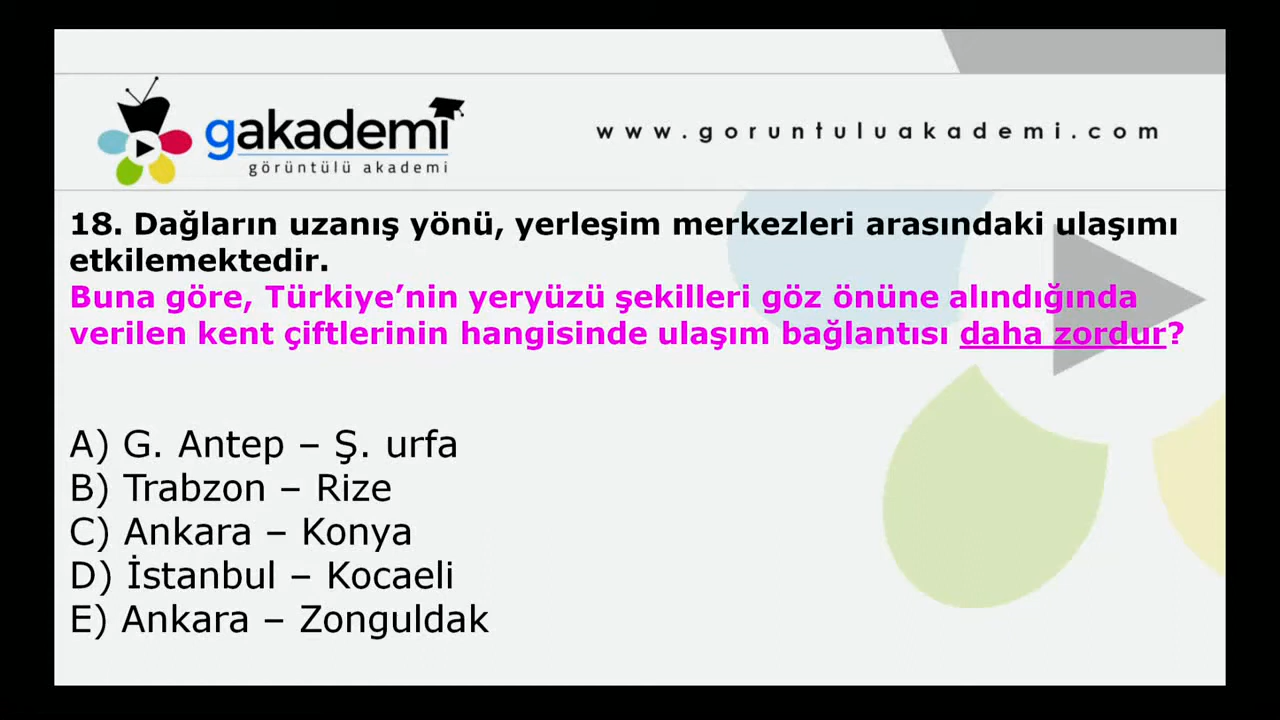 gakademi
görüntülü akademi
www.goruntuluakademi.com
18. Dağların uzanış yönü, yerleşim merkezleri arasındaki ulaşımı
etkilemektedir.
Buna göre, Türkiye’nin yeryüzü şekilleri göz önüne alındığında
verilen kent çiftlerinin hangisinde ulaşım bağlantısı daha zordur?
A) G. Antep – Ş. urfa
B) Trabzon – Rize
C) Ankara – Konya
D) İstanbul – Kocaeli
E) Ankara – Zonguldak